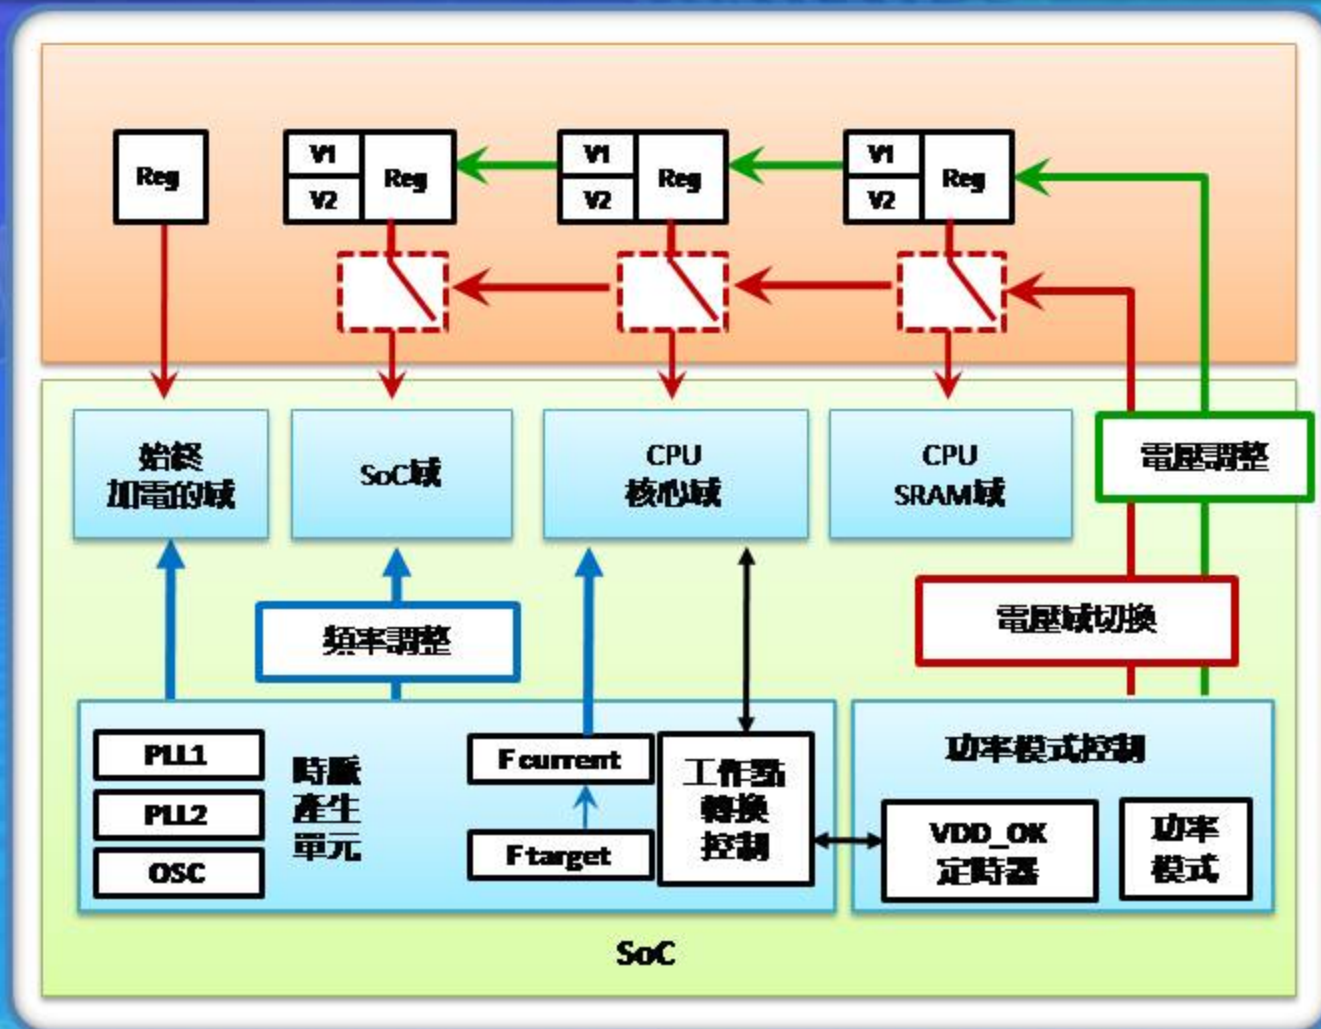 Reg
V1
V2
Reg
V1
V2
Reg
V1
V2
Reg
始終
加電的域
SoC域
CPU
核心域
CPU
SRAM域
電壓調整
頻率調整
電壓域切換
PLL1
PLL2
OSC
時脈
產生
單元
Fcurrent
Ftarget
工作點
轉換
控制
功率模式控制
VDD_OK
定時器
功率
模式
SoC